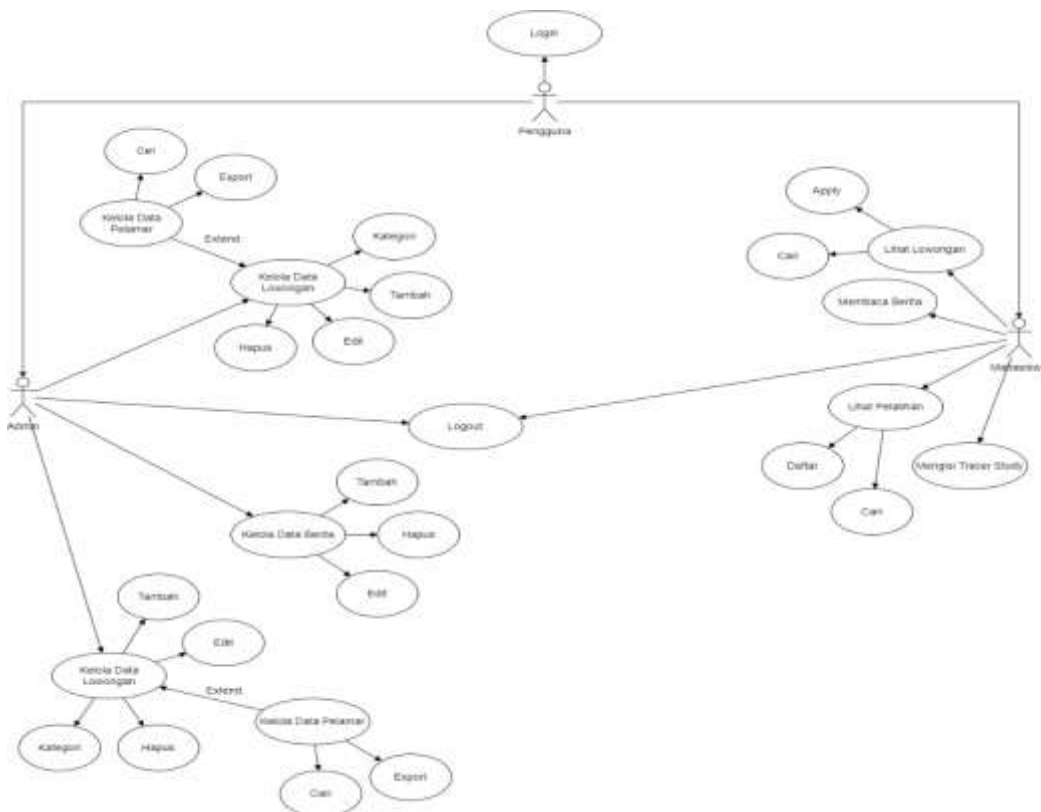 Login
Pengguna
Cari
Export
Kelola Data
Pelamar
Extend
Kategori
Kelola Data
Lowongan
Tambah
Hapus
Edit
Apply
Lihat Lowongan
Cari
Membaca Berita
Mahasiswa
Admin
Logout
Lihat Pelatihan
Daftar
Mengisi Tracer Study
Cari
Tambah
Kelola Data Berita
Hapus
Edit
Tambah
Edit
Kelola Data
Lowongan
Extend
Kelola Data Pelamar
Kategori
Hapus
Export
Cari